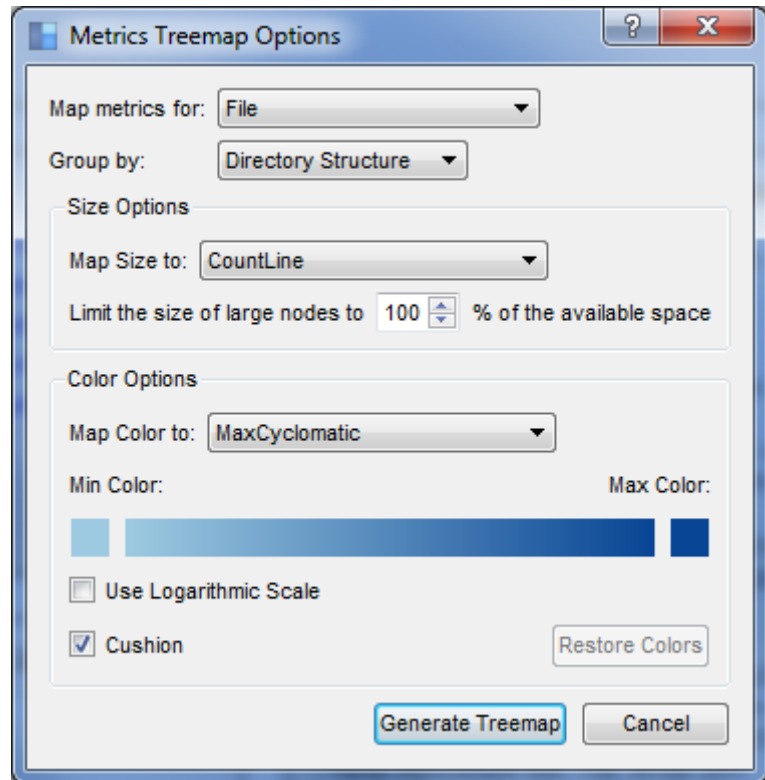 Metrics Treemap Options
?
Map metrics for: File
Group by: Directory Structure
Size Options
Map Size to: CountLine
Limit the size of large nodes to 100 % of the available space
Color Options
Map Color to: MaxCyclomatic
Min Color: Max Color:
Use Logarithmic Scale
Cushion Restore Colors
Generate Treemap Cancel